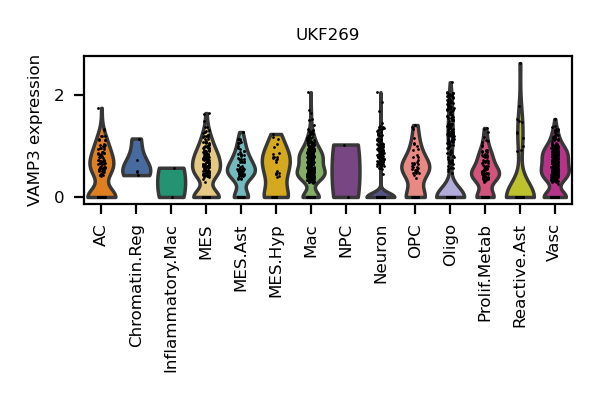 UKF269
VAMP3 expression
2
0
AC
Chromatin.Reg
Inflammatory.Mac
MES
MES.Ast
MES.Hyp
Mac
NPC
Neuron
OPC
Oligo
Prolif.Metab
Reactive.Ast
Vasc